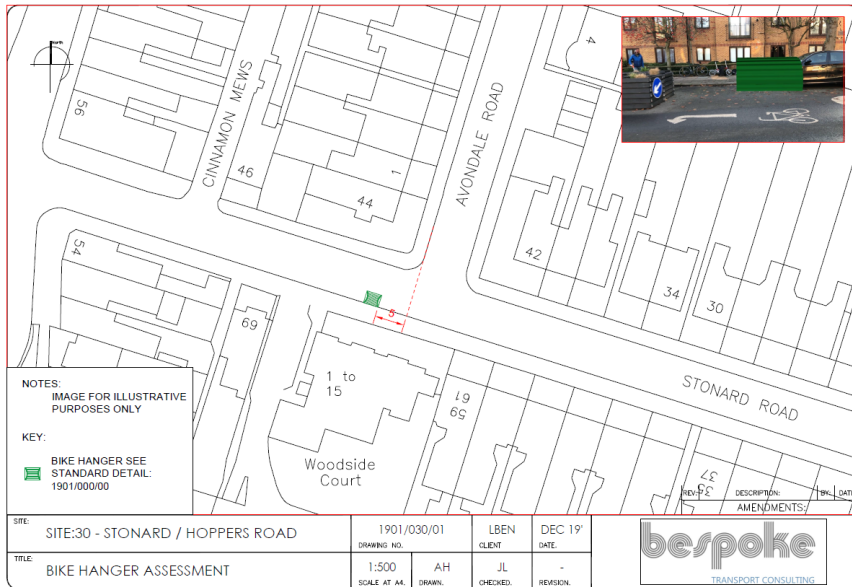 north
56
CINNAMON MEWS
46
44
1
AVONDALE ROAD
4
42
34
30
54
69
5
1 to
15
Woodside
Court
61
59
STONARD ROAD
37
35
NOTES:
IMAGE FOR ILLUSTRATIVE
PURPOSES ONLY
KEY:
BIKE HANGER SEE
STANDARD DETAIL:
1901/000/00
REV: DESCRIPTION: BY: DATE
AMENDMENTS:
SITE:
SITE:30 - STONARD / HOPPERS ROAD
1901/030/01
DRAWING NO.
LBEN
CLIENT
DEC 19'
DATE.
TITLE:
BIKE HANGER ASSESSMENT
1:500
SCALE AT A4.
AH
DRAWN.
JL
CHECKED.
-
REVISION.
bespoke
TRANSPORT CONSULTING